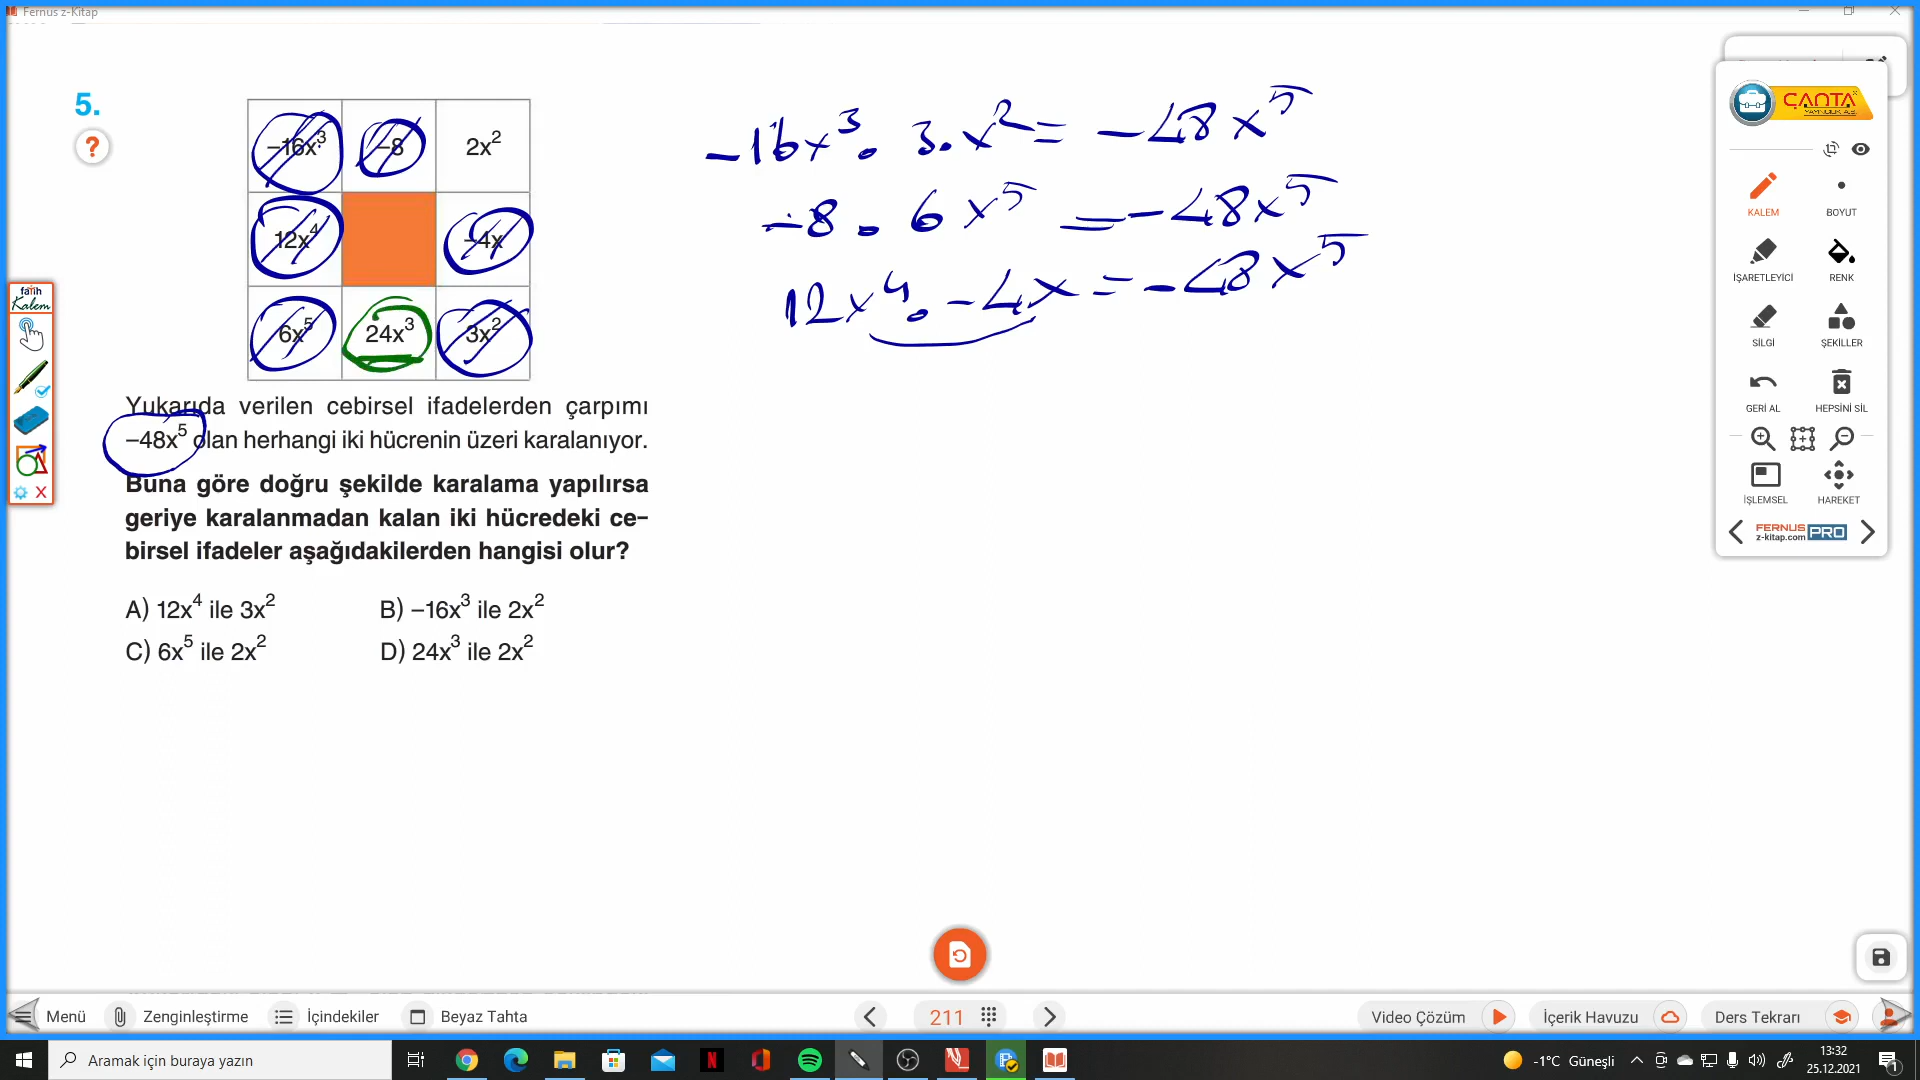 Fernus z-Kitap
5.
?
-16x³ -8 2x²
12x⁴ -4x
6x⁵ 24x³ 3x²
-16x³ . 3.x² = -48x⁵
-8 . 6x⁵ = -48x⁵
12x⁴ . -4x = -48x⁵
Yukarıda verilen cebirsel ifadelerden çarpımı
–48x⁵ olan herhangi iki hücrenin üzeri karalanıyor.
Buna göre doğru şekilde karalama yapılırsa
geriye karalanmadan kalan iki hücredeki ce-
birsel ifadeler aşağıdakilerden hangisi olur?
A) 12x⁴ ile 3x² B) –16x³ ile 2x²
C) 6x⁵ ile 2x² D) 24x³ ile 2x²
fatih
Kalem
ÇANTA
KALEM BOYUT
İŞARETLEYİCİ RENK
SİLGİ ŞEKİLLER
GERİ AL HEPSİNİ SİL
İŞLEMSEL HAREKET
FERNUS
z-kitap.com PRO
Menü Zenginleştirme İçindekiler Beyaz Tahta 211 Video Çözüm İçerik Havuzu Ders Tekrarı
Aramak için buraya yazın -1°C Güneşli 13:32
25.12.2021
1